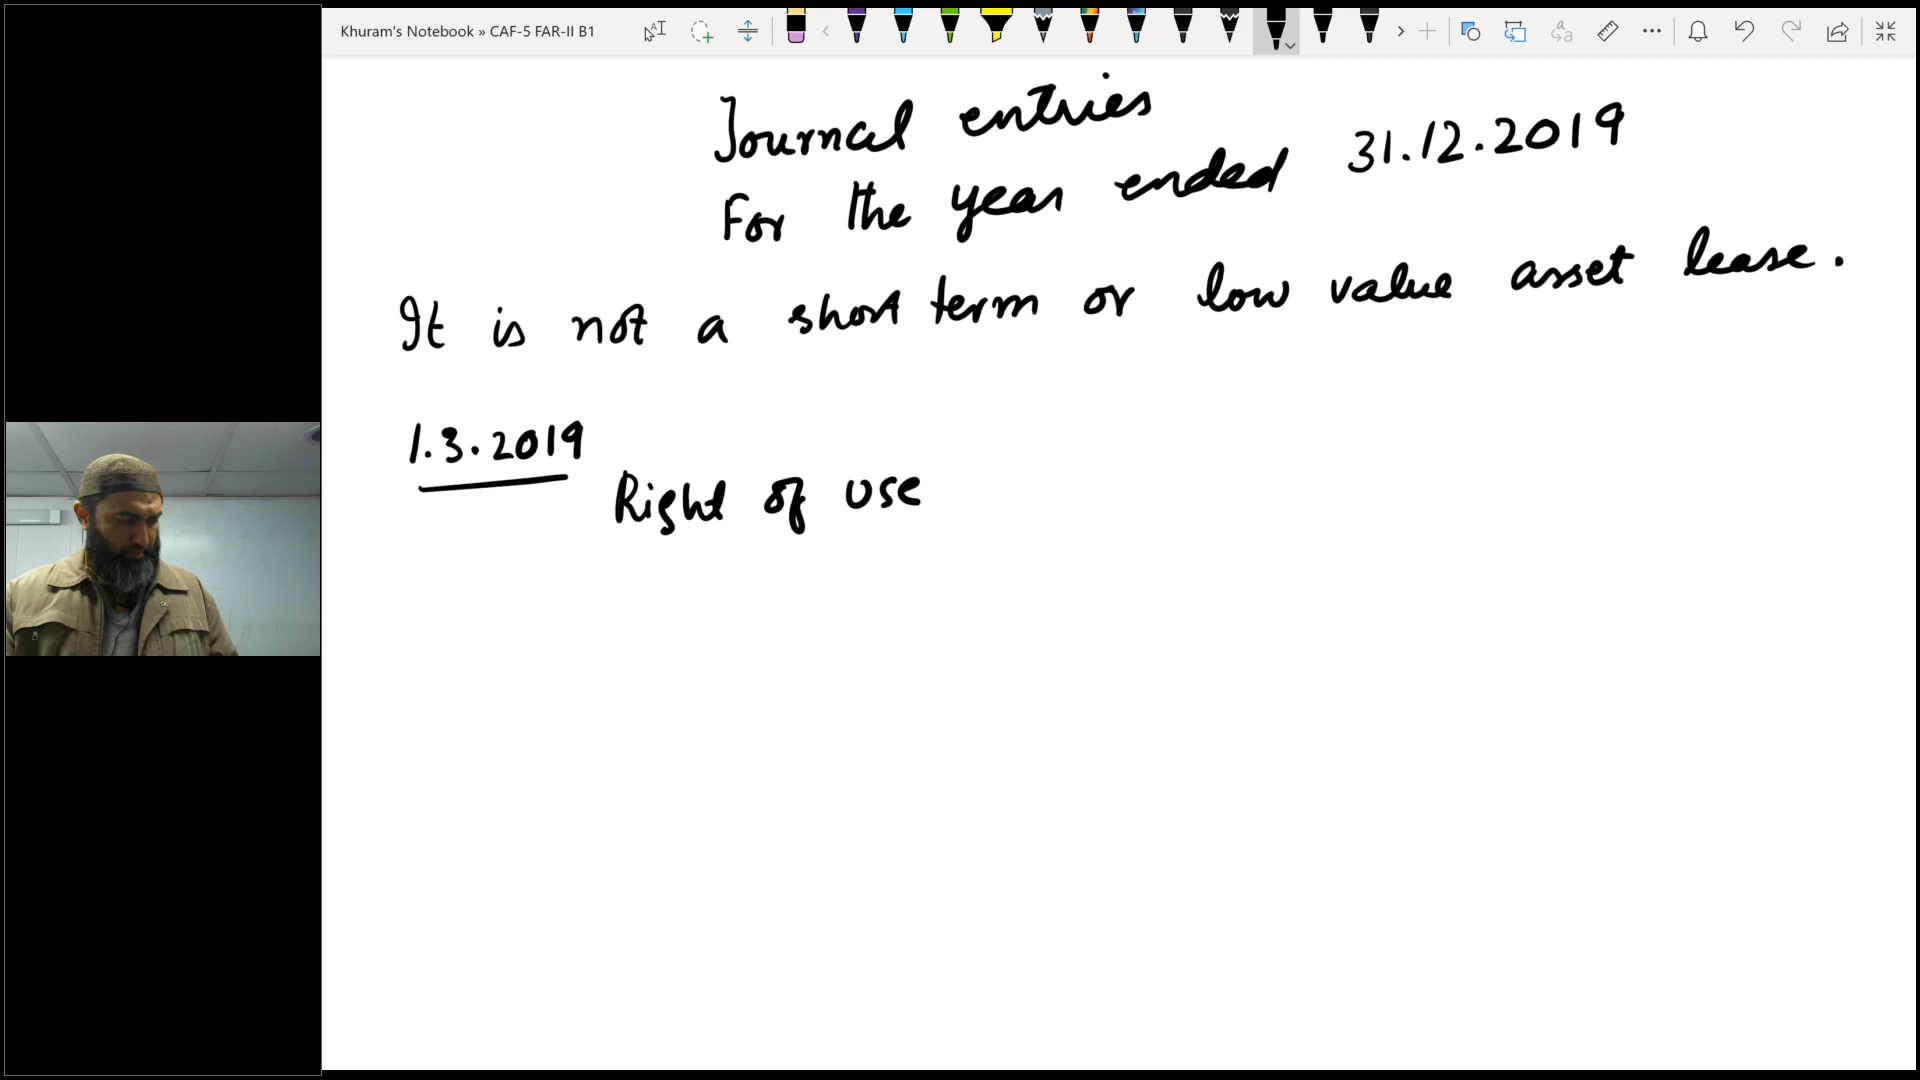 Khuram's Notebook » CAF-5 FAR-II B1
Journal entries
For the year ended 31.12.2019
It is not a short term or low value asset lease.
1.3.2019
Right of use